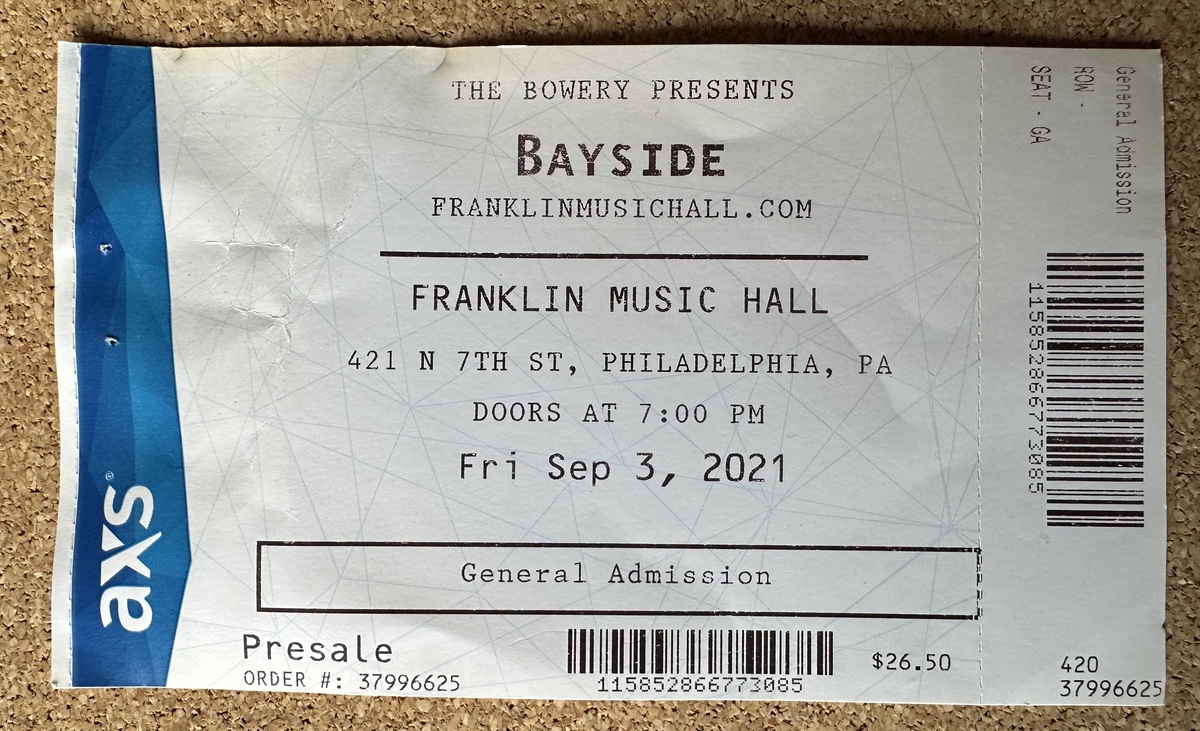 THE BOWERY PRESENTS
BAYSIDE
FRANKLINMUSICHALL.COM
FRANKLIN MUSIC HALL
421 N 7TH ST, PHILADELPHIA, PA
DOORS AT 7:00 PM
Fri Sep 3, 2021
General Admission
Presale
ORDER #: 37996625
115852866773085
$26.50
axs®
General Admission
ROW -
SEAT - GA
115852866773085
420
37996625